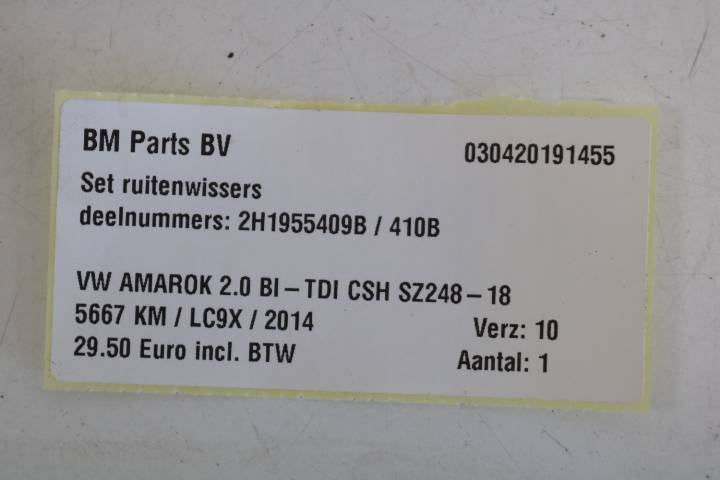 BM Parts BV 030420191455
Set ruitenwissers
deelnummers: 2H1955409B / 410B
VW AMAROK 2.0 BI-TDI CSH SZ248-18
5667 KM / LC9X / 2014 Verz: 10
29.50 Euro incl. BTW Aantal: 1